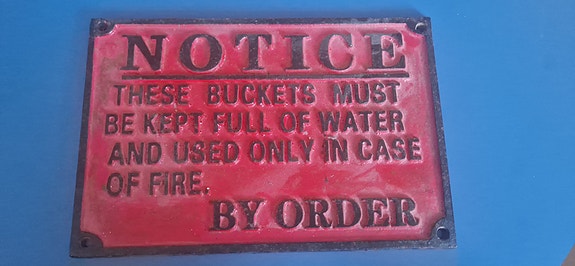 NOTICE
THESE BUCKETS MUST
BE KEPT FULL OF WATER
AND USED ONLY IN CASE
OF FIRE.
BY ORDER